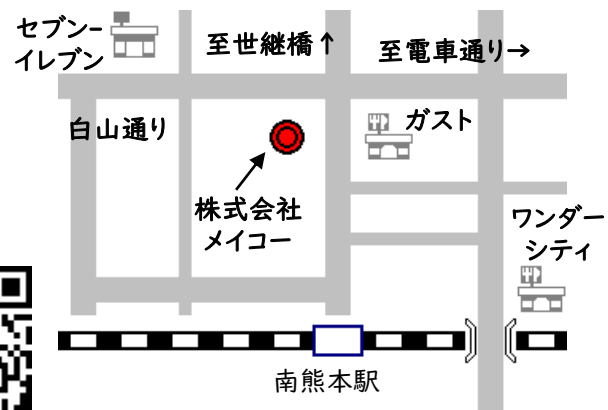 セブン-
イレブン
至世継橋↑
至電車通り→
白山通り
ガスト
株式会社
メイコー
ワンダー
シティ
南熊本駅